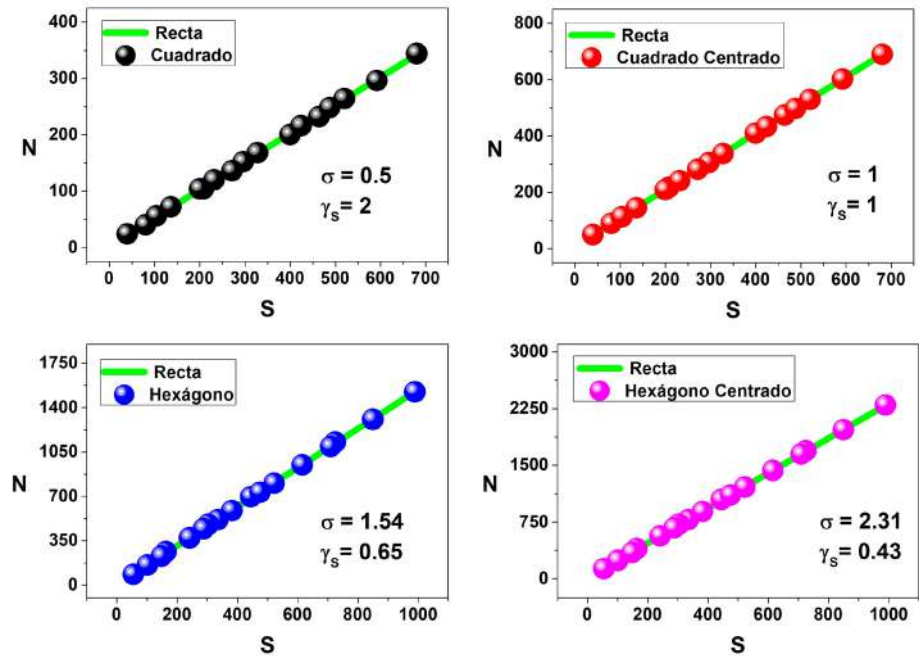 400
300
200
100
0
N
Recta
Cuadrado
σ = 0.5
γS = 2
0 100 200 300 400 500 600 700
S
800
600
400
200
0
N
Recta
Cuadrado Centrado
σ = 1
γS = 1
0 100 200 300 400 500 600 700
S
1750
1400
1050
700
350
0
N
Recta
Hexágono
σ = 1.54
γS = 0.65
0 200 400 600 800 1000
S
3000
2250
1500
750
0
N
Recta
Hexágono Centrado
σ = 2.31
γS = 0.43
0 200 400 600 800 1000
S